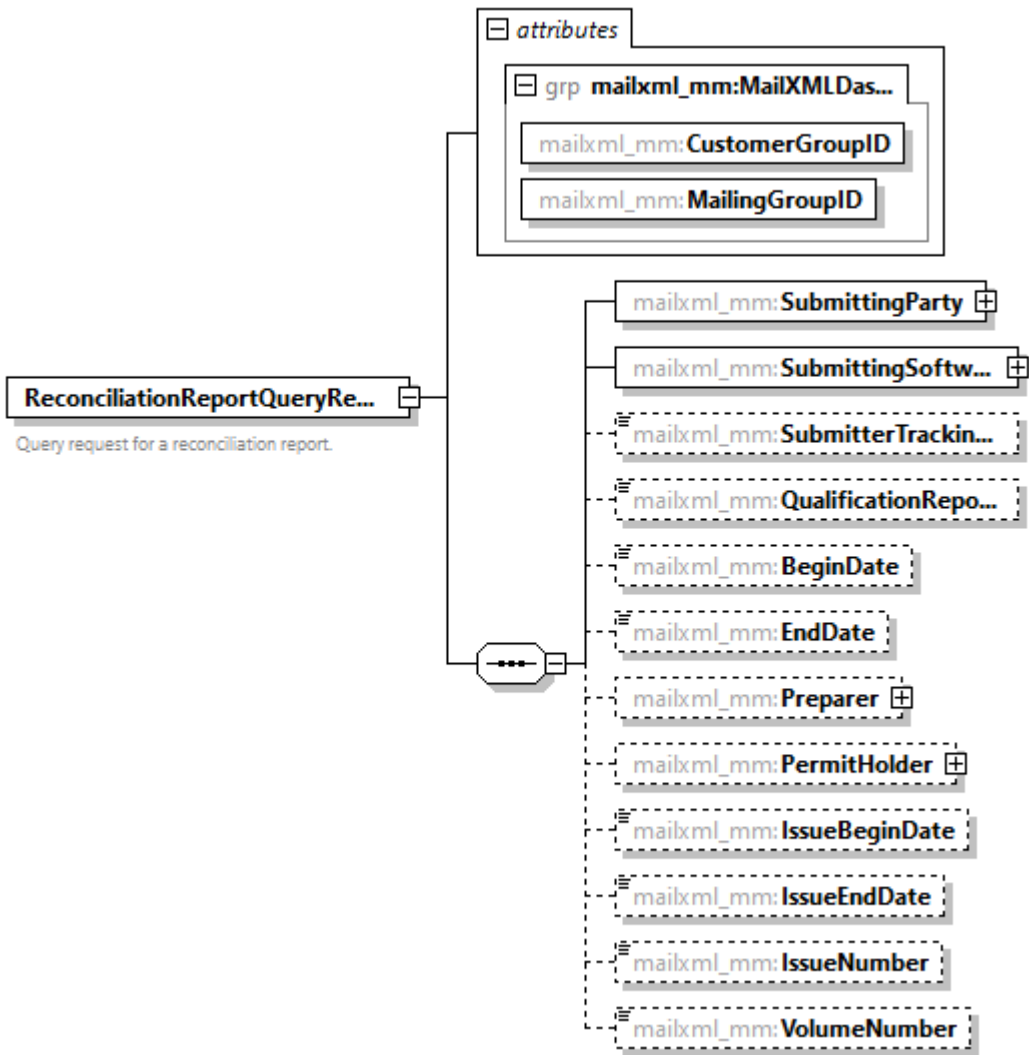 attributes
grp mailxml_mm:MailXMLDas...
mailxml_mm:CustomerGroupID
mailxml_mm:MailingGroupID
mailxml_mm:SubmittingParty
mailxml_mm:SubmittingSoftw...
ReconciliationReportQueryRe...
Query request for a reconciliation report.
mailxml_mm:SubmitterTrackin...
mailxml_mm:QualificationRepo...
mailxml_mm:BeginDate
mailxml_mm:EndDate
mailxml_mm:Preparer
mailxml_mm:PermitHolder
mailxml_mm:IssueBeginDate
mailxml_mm:IssueEndDate
mailxml_mm:IssueNumber
mailxml_mm:VolumeNumber